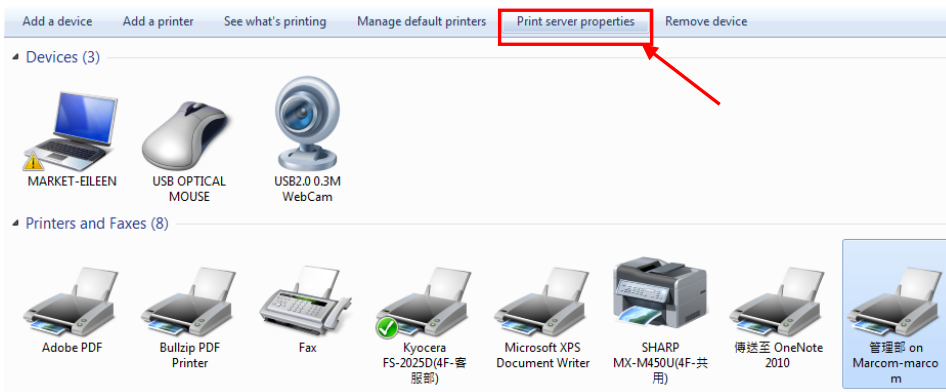 Add a device Add a printer See what's printing Manage default printers Print server properties Remove device
Devices (3)
MARKET-EILEEN
USB OPTICAL
MOUSE
USB2.0 0.3M
WebCam
Printers and Faxes (8)
Adobe PDF
Bullzip PDF
Printer
Fax
Kyocera
FS-2025D(4F-客
服部)
Microsoft XPS
Document Writer
SHARP
MX-M450U(4F-共
用)
傳送至 OneNote
2010
管理部 on
Marcom-marco
m